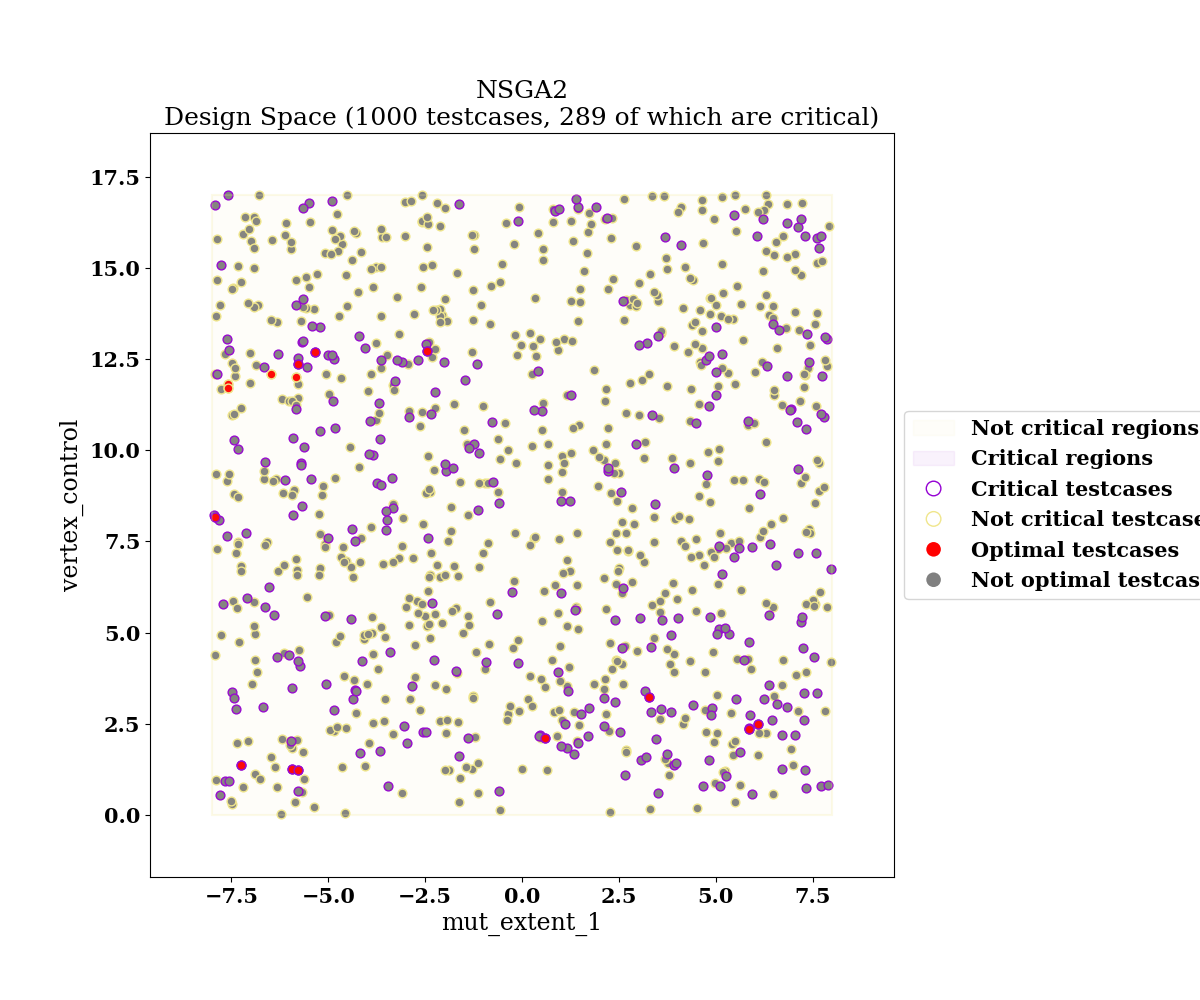 NSGA2
Design Space (1000 testcases, 289 of which are critical)
17.5
15.0
12.5
10.0
7.5
5.0
2.5
0.0
vertex_control
−7.5 −5.0 −2.5 0.0 2.5 5.0 7.5
mut_extent_1
Not critical regions
Critical regions
Critical testcases
Not critical testcase
Optimal testcases
Not optimal testcas